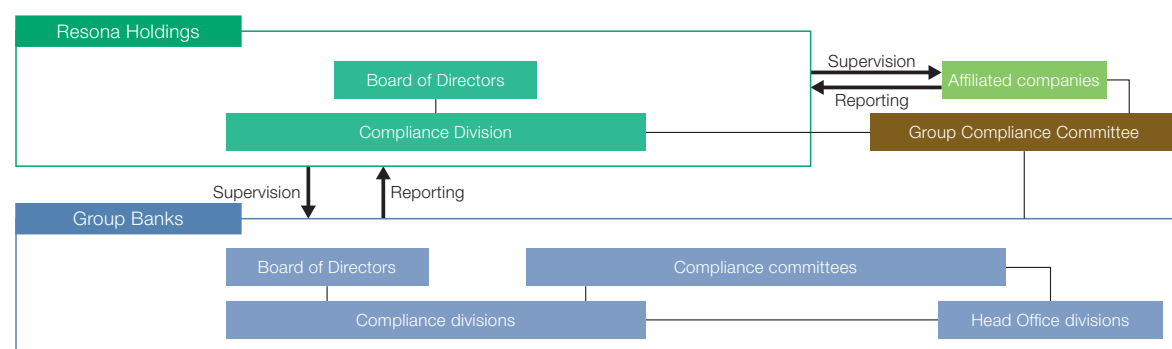 Resona Holdings
Board of Directors
Supervision
Affiliated companies
Reporting
Compliance Division
Group Compliance Committee
Supervision
Reporting
Group Banks
Board of Directors
Compliance committees
Compliance divisions
Head Office divisions